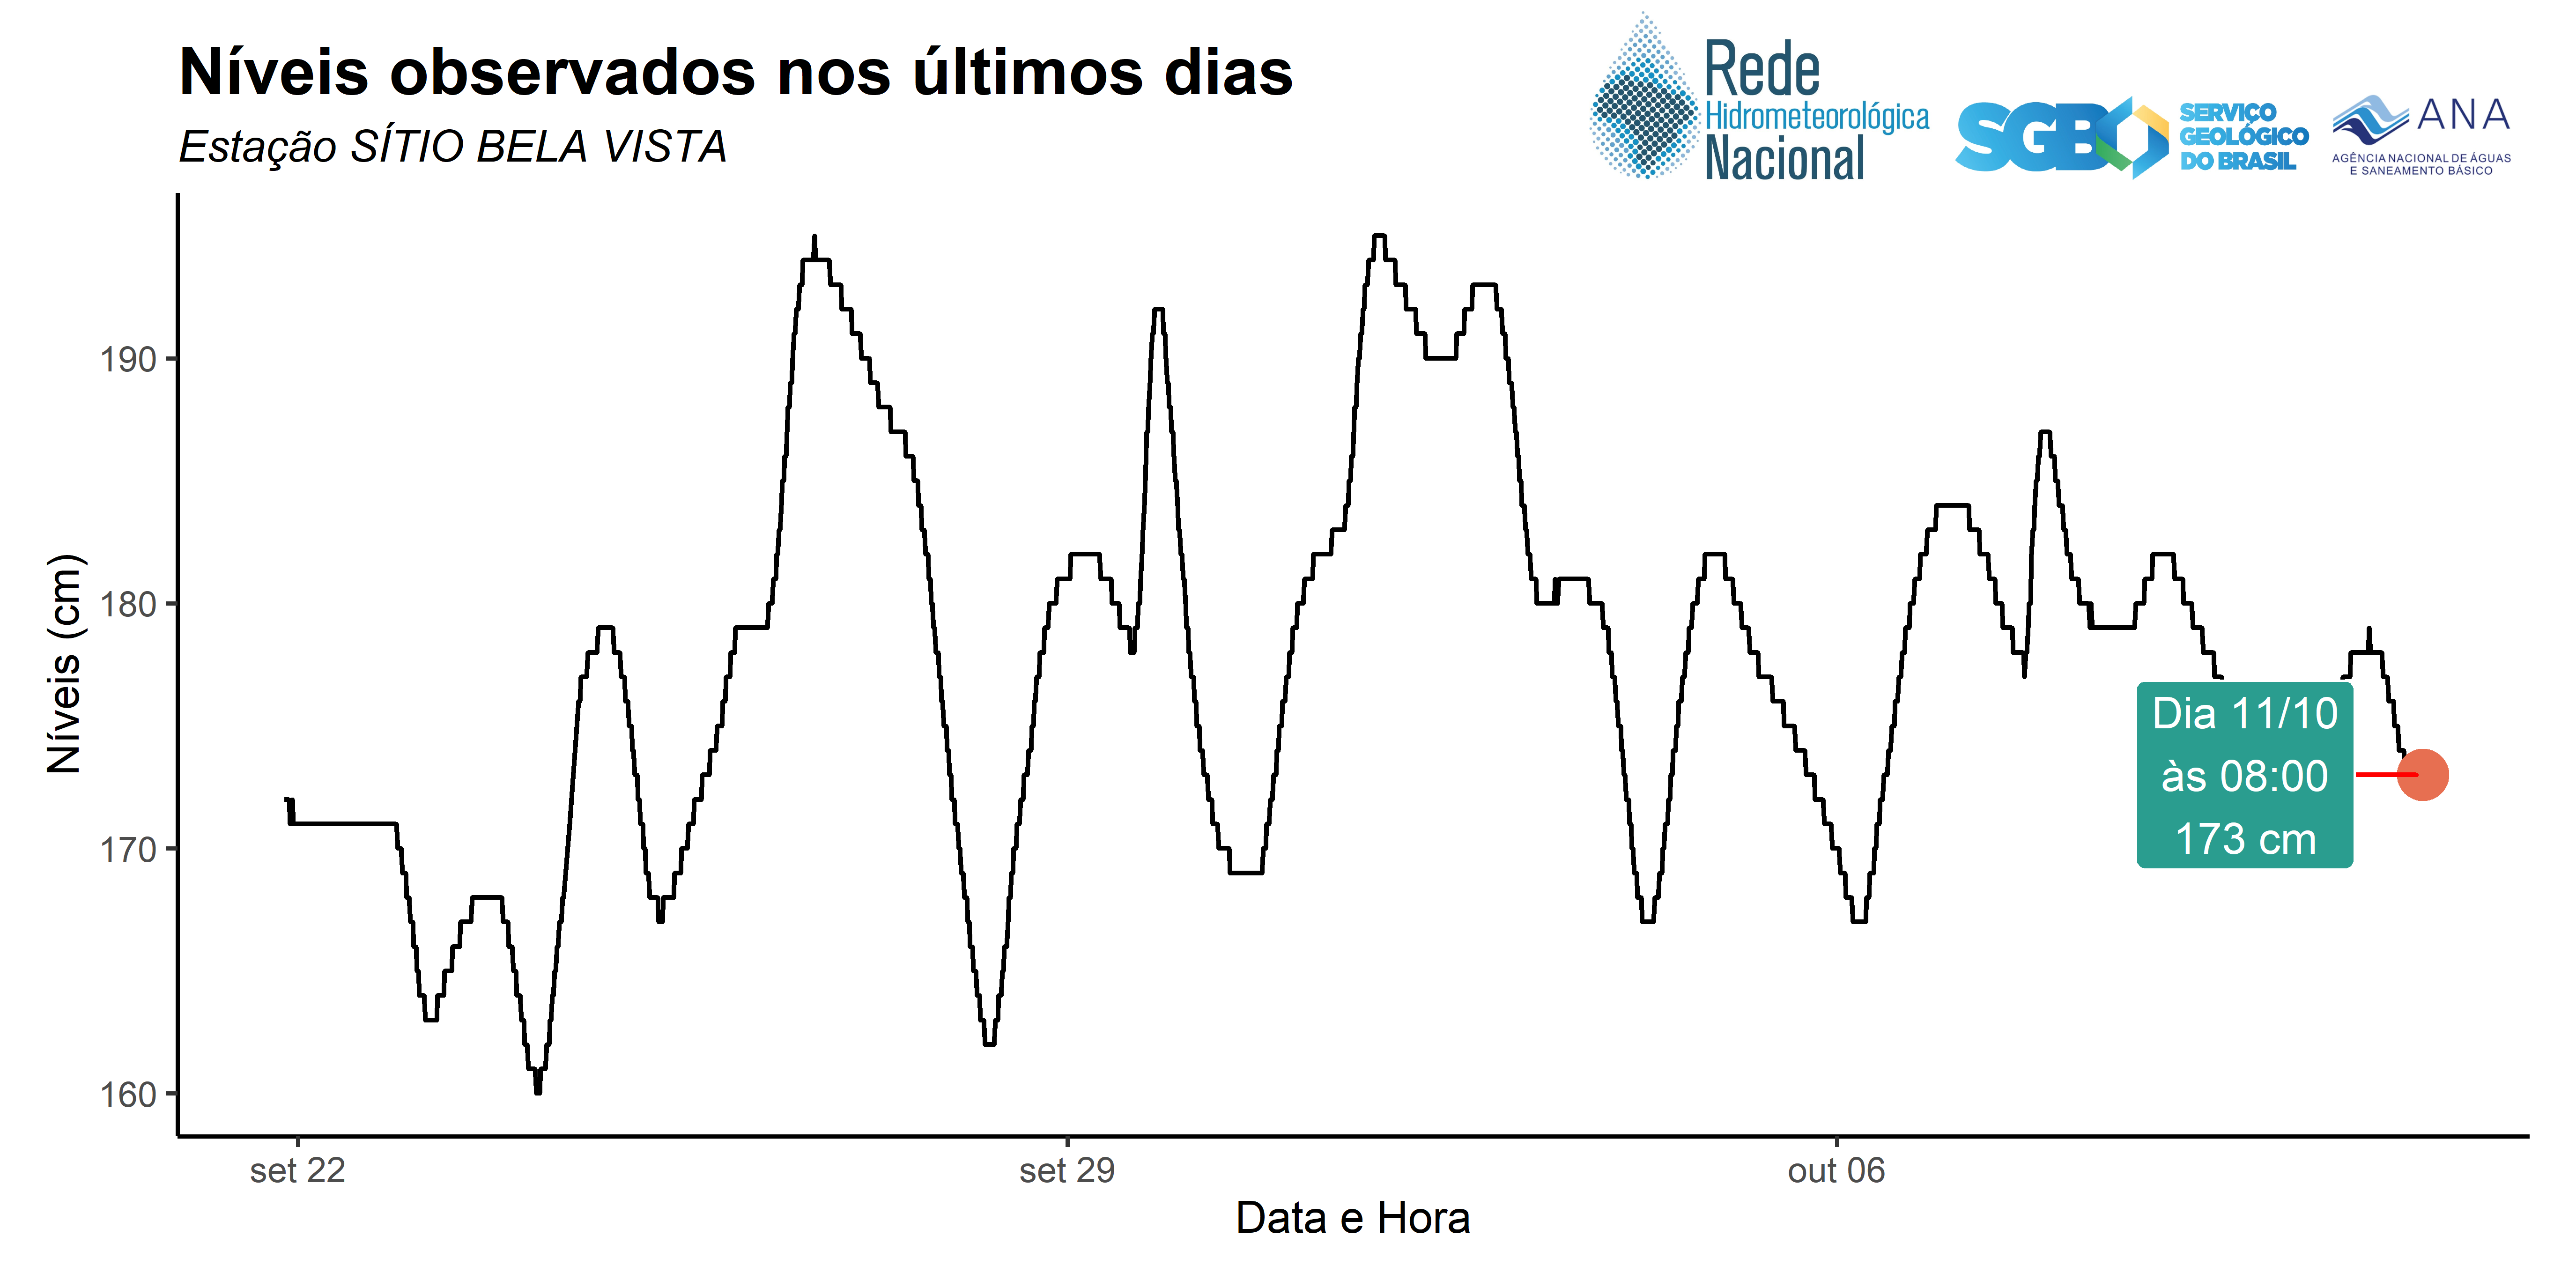 Níveis observados nos últimos dias
Estação SÍTIO BELA VISTA
Rede
Hidrometeorológica
Nacional
SGB
SERVIÇO
GEOLÓGICO
DO BRASIL
ANA
AGÊNCIA NACIONAL DE ÁGUAS
E SANEAMENTO BÁSICO
Níveis (cm)
190
180
170
160
Dia 11/10
às 08:00
173 cm
set 22
set 29
out 06
Data e Hora